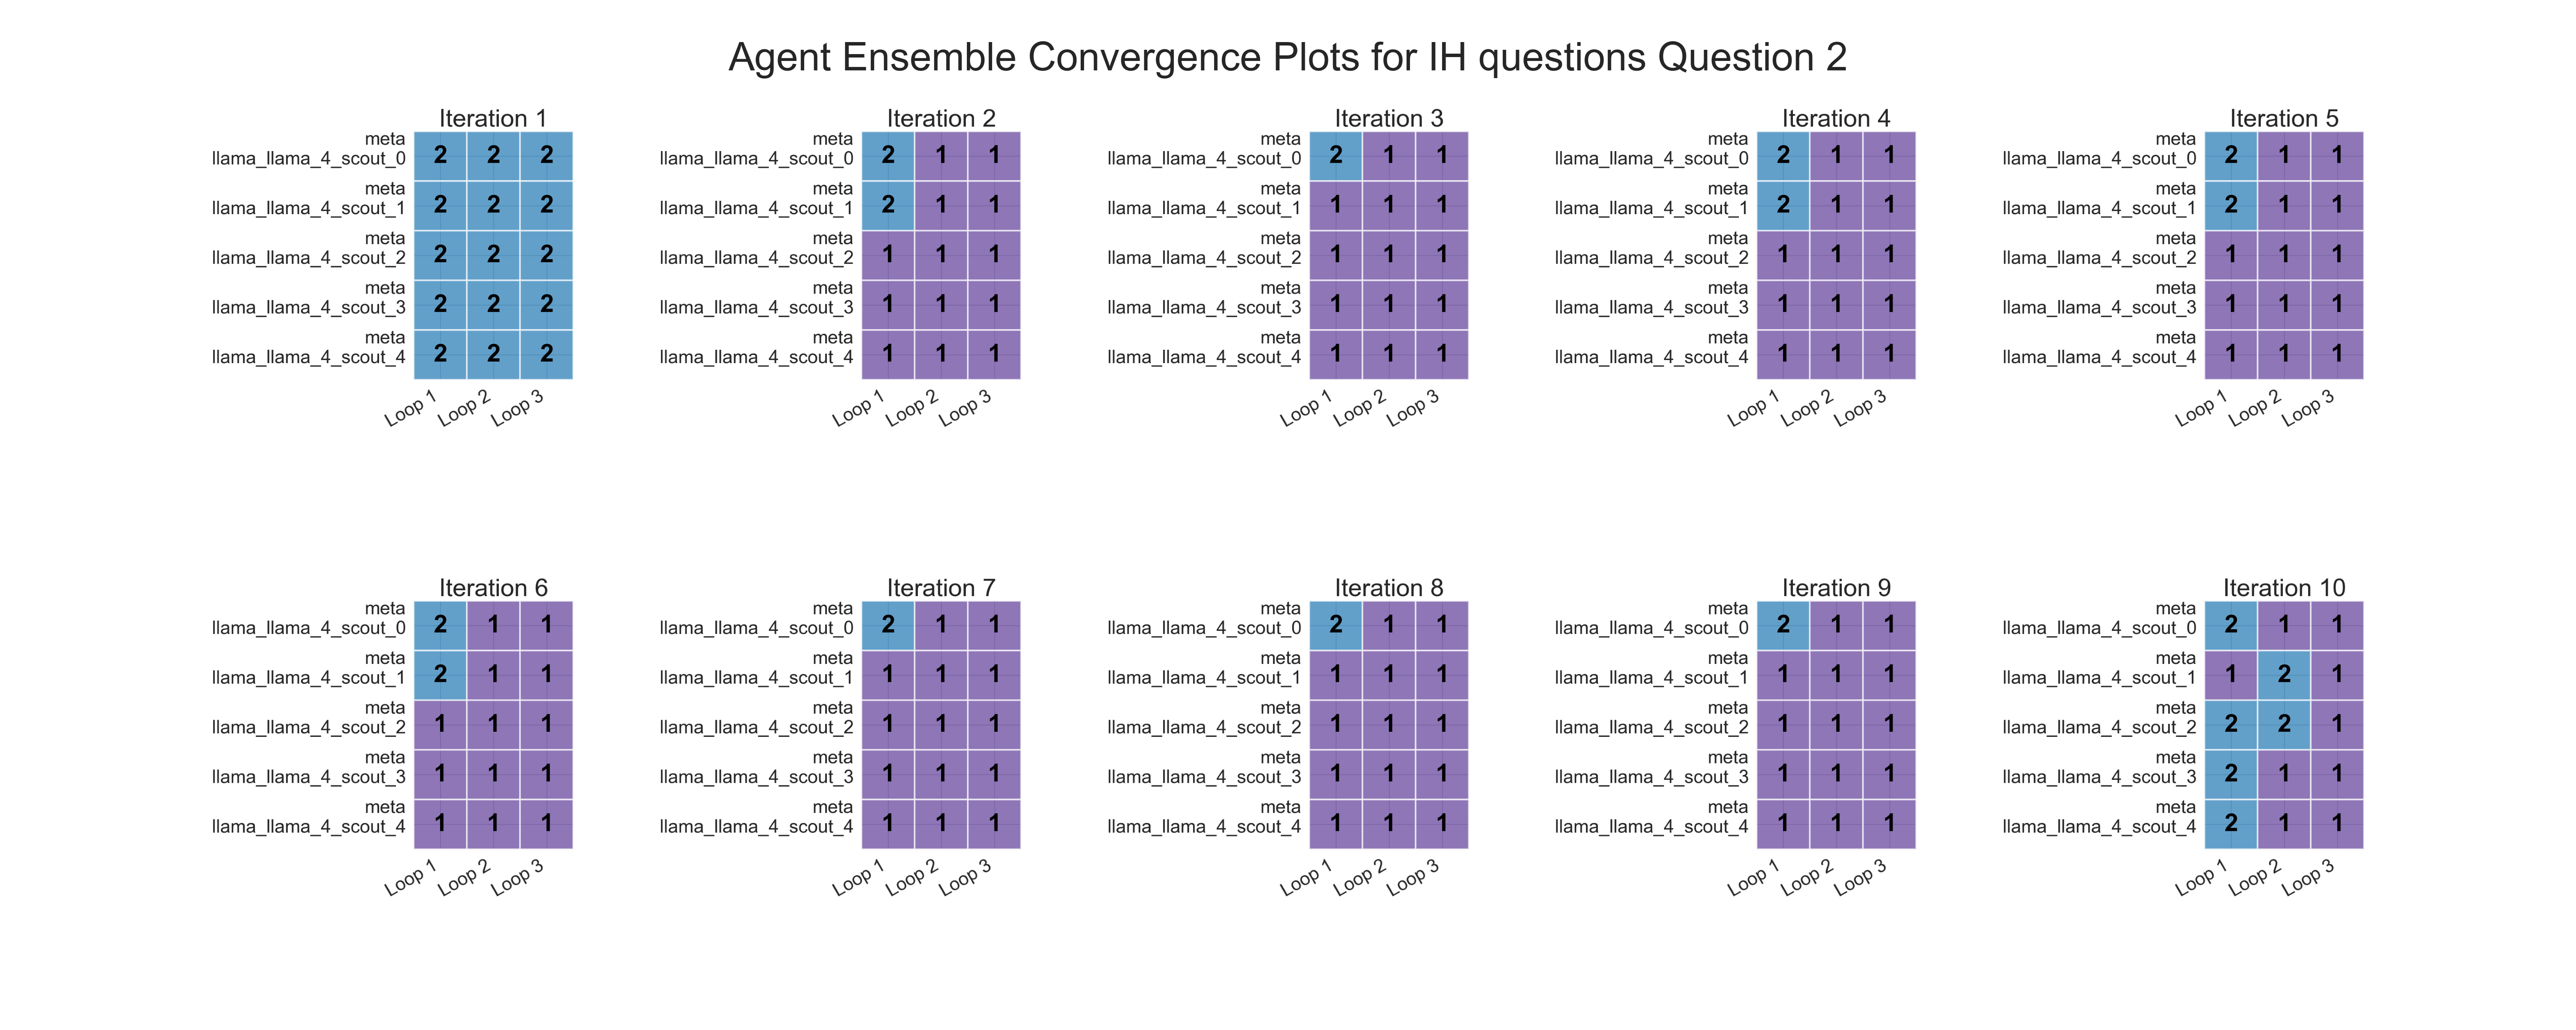 Agent Ensemble Convergence Plots for IH questions Question 2
Iteration 1
meta
llama_llama_4_scout_0
2 2 2
meta
llama_llama_4_scout_1
2 2 2
meta
llama_llama_4_scout_2
2 2 2
meta
llama_llama_4_scout_3
2 2 2
meta
llama_llama_4_scout_4
2 2 2
Loop 1 Loop 2 Loop 3
Iteration 2
meta
llama_llama_4_scout_0
2 1 1
meta
llama_llama_4_scout_1
2 1 1
meta
llama_llama_4_scout_2
1 1 1
meta
llama_llama_4_scout_3
1 1 1
meta
llama_llama_4_scout_4
1 1 1
Loop 1 Loop 2 Loop 3
Iteration 3
meta
llama_llama_4_scout_0
2 1 1
meta
llama_llama_4_scout_1
1 1 1
meta
llama_llama_4_scout_2
1 1 1
meta
llama_llama_4_scout_3
1 1 1
meta
llama_llama_4_scout_4
1 1 1
Loop 1 Loop 2 Loop 3
Iteration 4
meta
llama_llama_4_scout_0
2 1 1
meta
llama_llama_4_scout_1
2 1 1
meta
llama_llama_4_scout_2
1 1 1
meta
llama_llama_4_scout_3
1 1 1
meta
llama_llama_4_scout_4
1 1 1
Loop 1 Loop 2 Loop 3
Iteration 5
meta
llama_llama_4_scout_0
2 1 1
meta
llama_llama_4_scout_1
2 1 1
meta
llama_llama_4_scout_2
1 1 1
meta
llama_llama_4_scout_3
1 1 1
meta
llama_llama_4_scout_4
1 1 1
Loop 1 Loop 2 Loop 3
Iteration 6
meta
llama_llama_4_scout_0
2 1 1
meta
llama_llama_4_scout_1
2 1 1
meta
llama_llama_4_scout_2
1 1 1
meta
llama_llama_4_scout_3
1 1 1
meta
llama_llama_4_scout_4
1 1 1
Loop 1 Loop 2 Loop 3
Iteration 7
meta
llama_llama_4_scout_0
2 1 1
meta
llama_llama_4_scout_1
1 1 1
meta
llama_llama_4_scout_2
1 1 1
meta
llama_llama_4_scout_3
1 1 1
meta
llama_llama_4_scout_4
1 1 1
Loop 1 Loop 2 Loop 3
Iteration 8
meta
llama_llama_4_scout_0
2 1 1
meta
llama_llama_4_scout_1
1 1 1
meta
llama_llama_4_scout_2
1 1 1
meta
llama_llama_4_scout_3
1 1 1
meta
llama_llama_4_scout_4
1 1 1
Loop 1 Loop 2 Loop 3
Iteration 9
meta
llama_llama_4_scout_0
2 1 1
meta
llama_llama_4_scout_1
1 1 1
meta
llama_llama_4_scout_2
1 1 1
meta
llama_llama_4_scout_3
1 1 1
meta
llama_llama_4_scout_4
1 1 1
Loop 1 Loop 2 Loop 3
Iteration 10
meta
llama_llama_4_scout_0
2 1 1
meta
llama_llama_4_scout_1
1 2 1
meta
llama_llama_4_scout_2
2 2 1
meta
llama_llama_4_scout_3
2 1 1
meta
llama_llama_4_scout_4
2 1 1
Loop 1 Loop 2 Loop 3